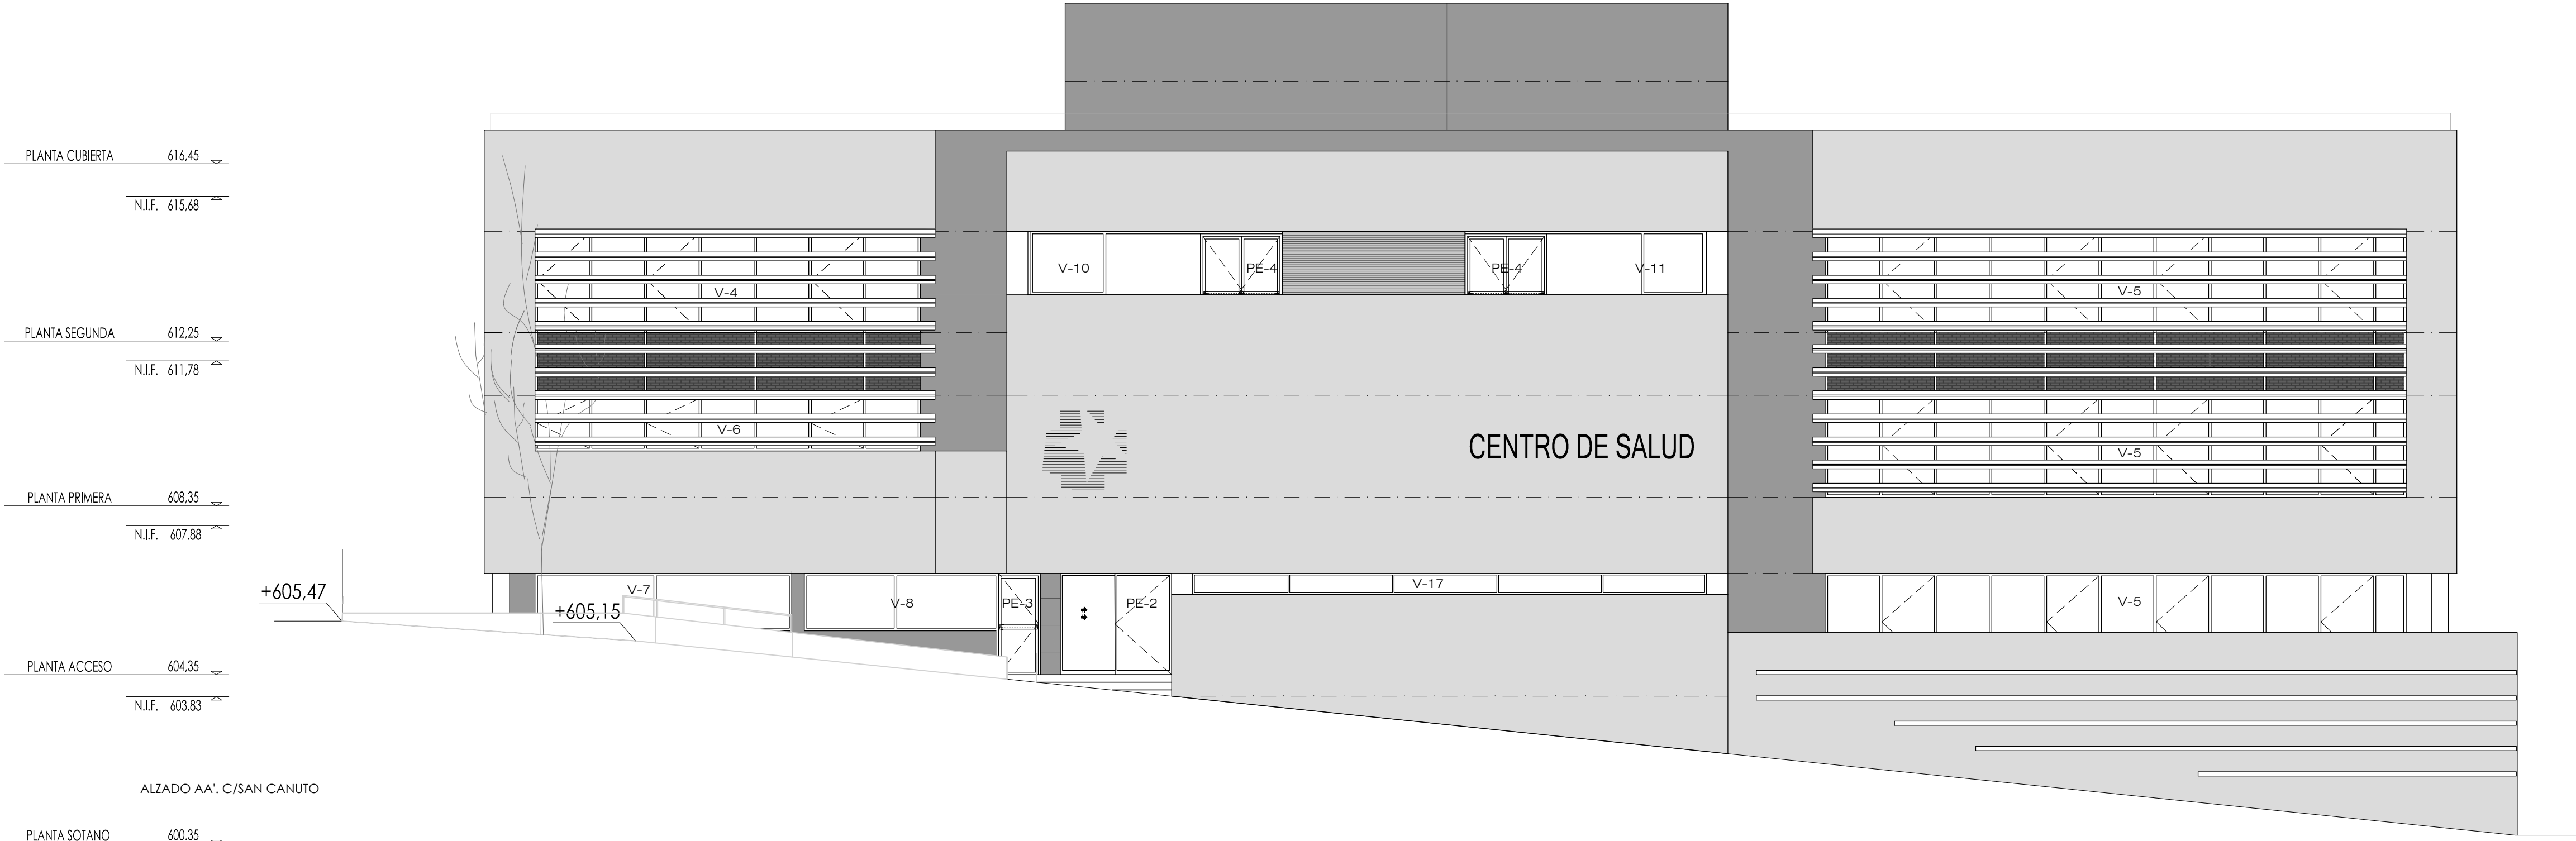 PLANTA CUBIERTA 616,45
N.I.F. 615,68
V-10 PE-4 PE-4 V-11
V-4 V-5
PLANTA SEGUNDA 612,25
N.I.F. 611,78
V-6 CENTRO DE SALUD V-5
PLANTA PRIMERA 608,35
N.I.F. 607.88
+605,47 V-7 V-8 PE-3 PE-2 V-17 V-5
+605,15
PLANTA ACCESO 604,35
N.I.F. 603.83
ALZADO AA'. C/SAN CANUTO
PLANTA SOTANO 600.35